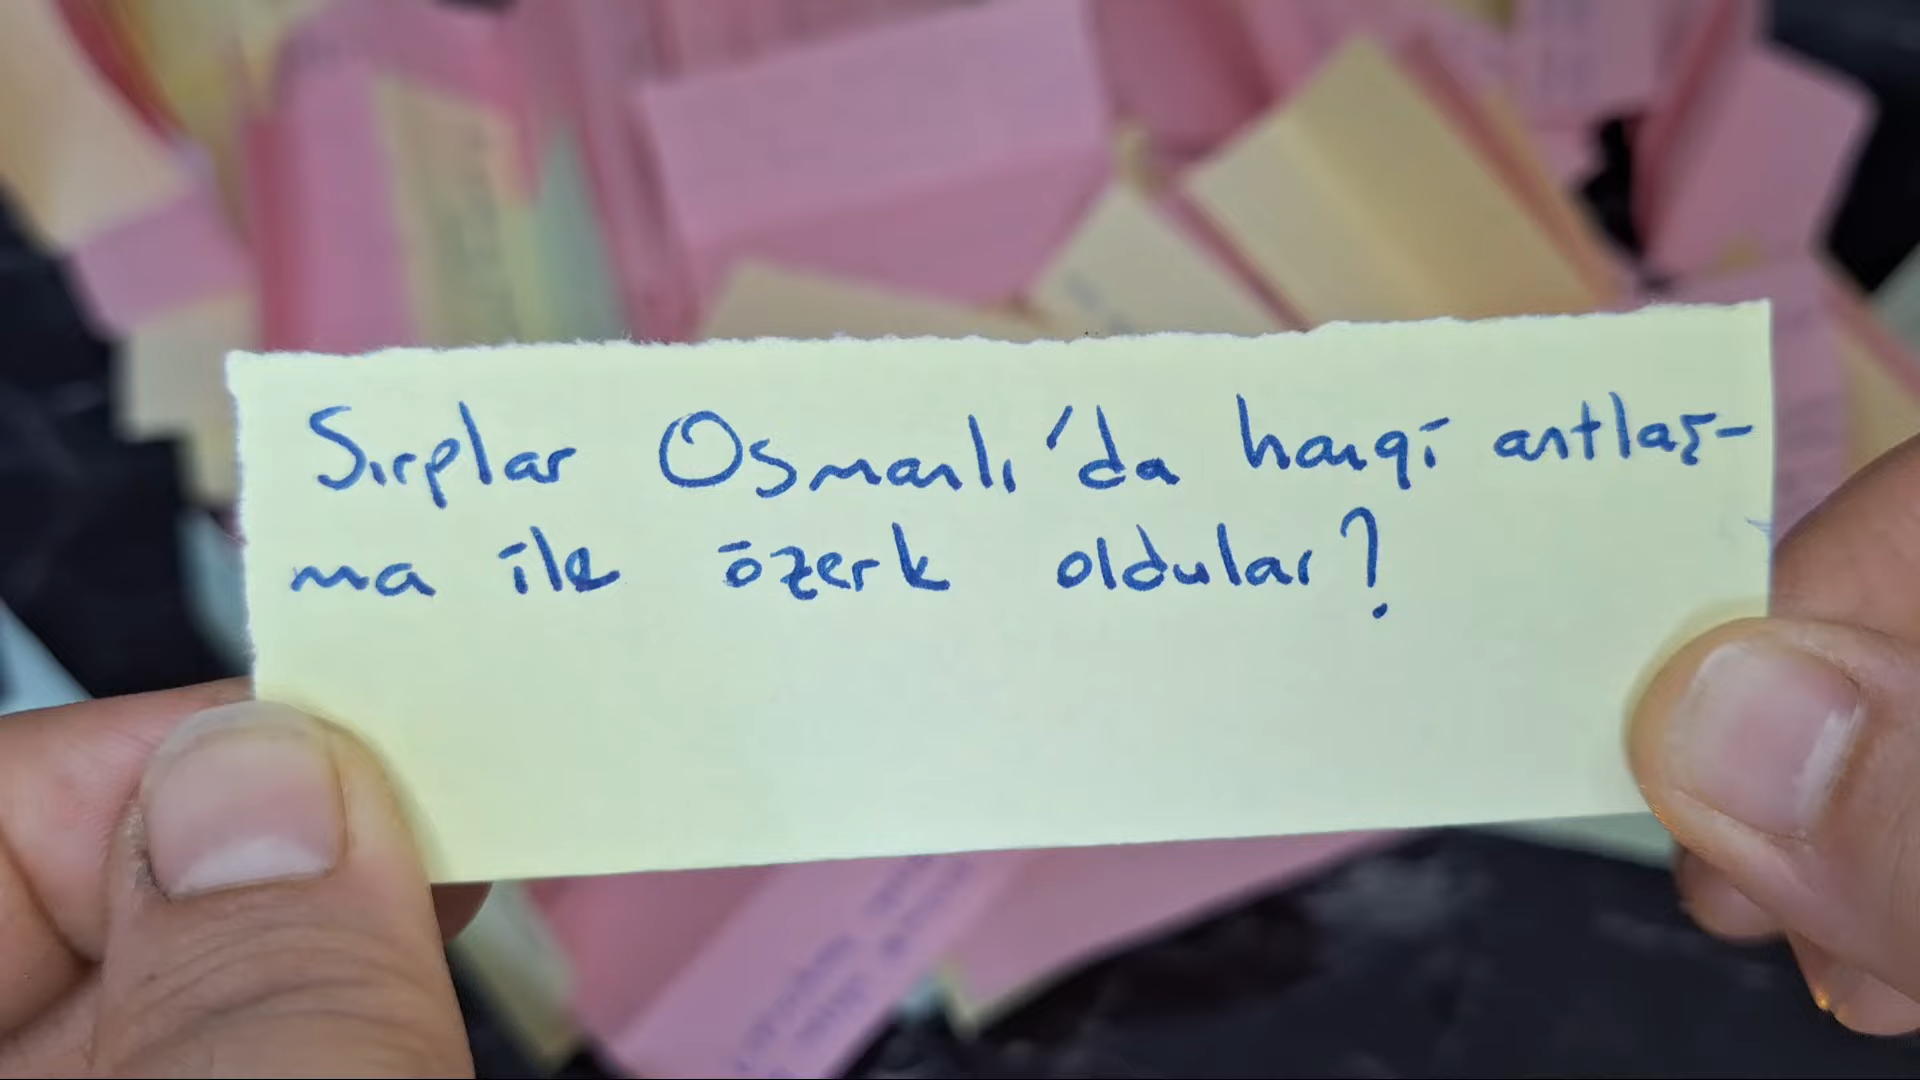 Sırplar Osmanlı'da hangi antlaş-
ma ile özerk oldular?